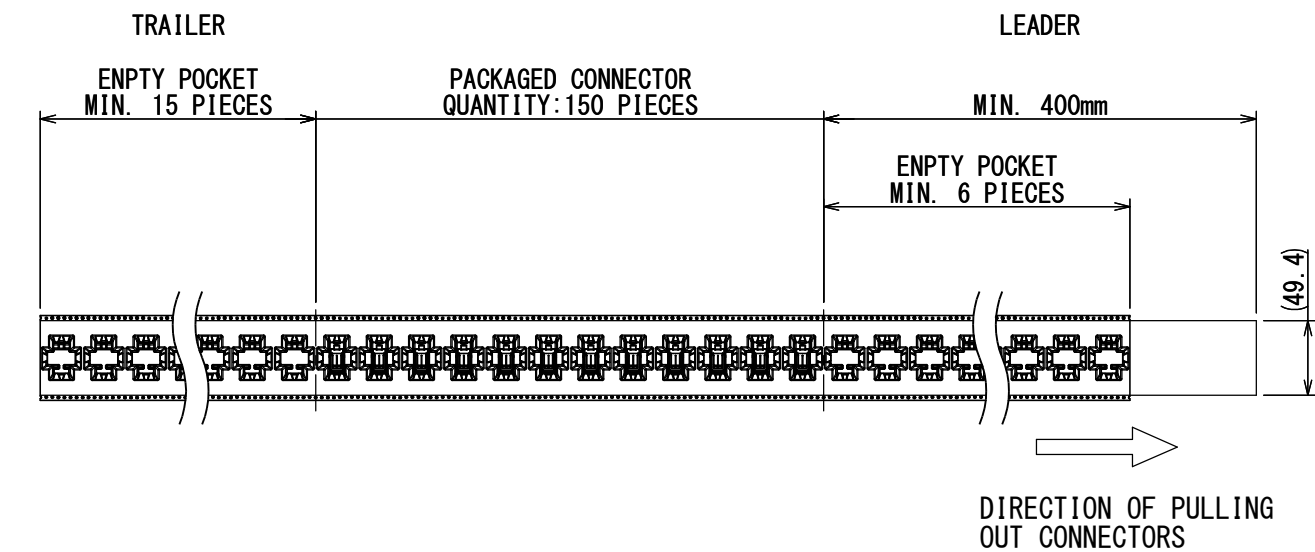 TRAILER
LEADER
ENPTY POCKET
MIN. 15 PIECES
PACKAGED CONNECTOR
QUANTITY:150 PIECES
MIN. 400mm
ENPTY POCKET
MIN. 6 PIECES
(49.4)
DIRECTION OF PULLING
OUT CONNECTORS